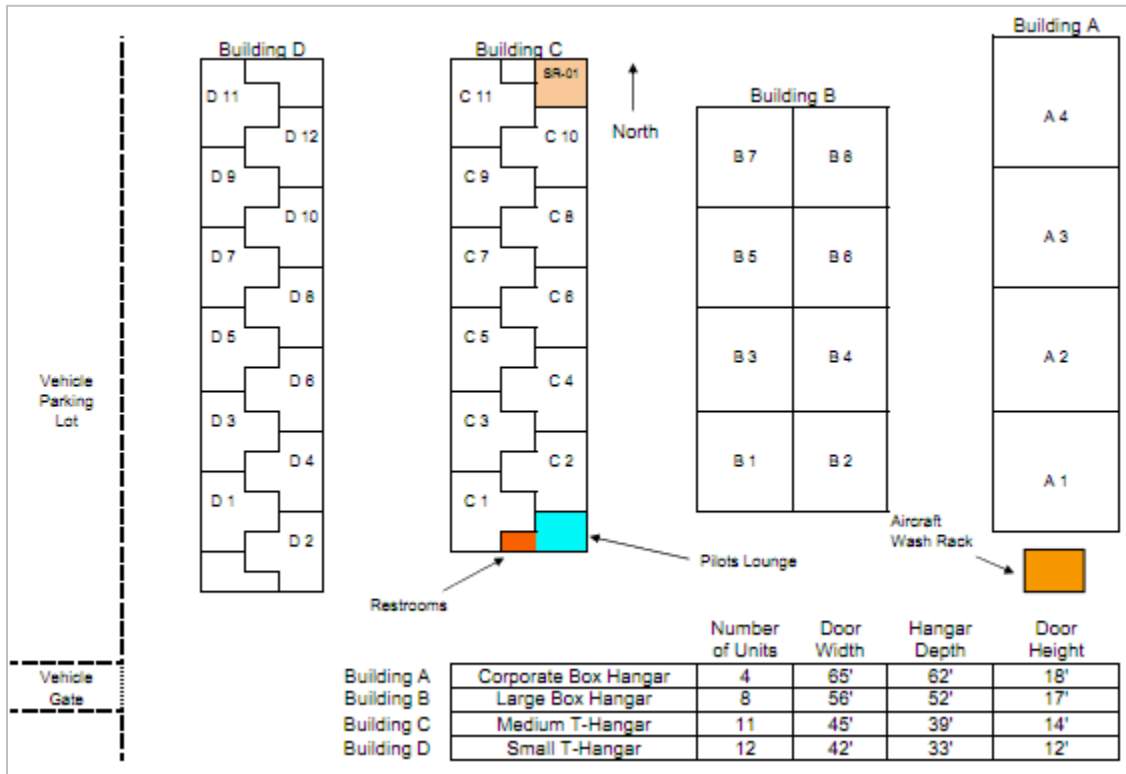 Building A
Building D
Building C
SR-01
Building B
North
D 11
C 11
C 10
D 12
A 4
B 7
B 8
D 9
C 9
D 10
C 8
A 3
D 7
C 7
B 5
B 6
D 8
C 6
D 5
C 5
B 3
B 4
A 2
D 6
C 4
Vehicle
Parking
Lot
D 3
C 3
D 4
C 2
B 1
B 2
A 1
D 1
C 1
D 2
Aircraft
Wash Rack
Pilots Lounge
Restrooms
Number
of Units
Door
Width
Hangar
Depth
Door
Height
Vehicle
Gate
Building A Corporate Box Hangar 4 65' 62' 18'
Building B Large Box Hangar 8 56' 52' 17'
Building C Medium T-Hangar 11 45' 39' 14'
Building D Small T-Hangar 12 42' 33' 12'